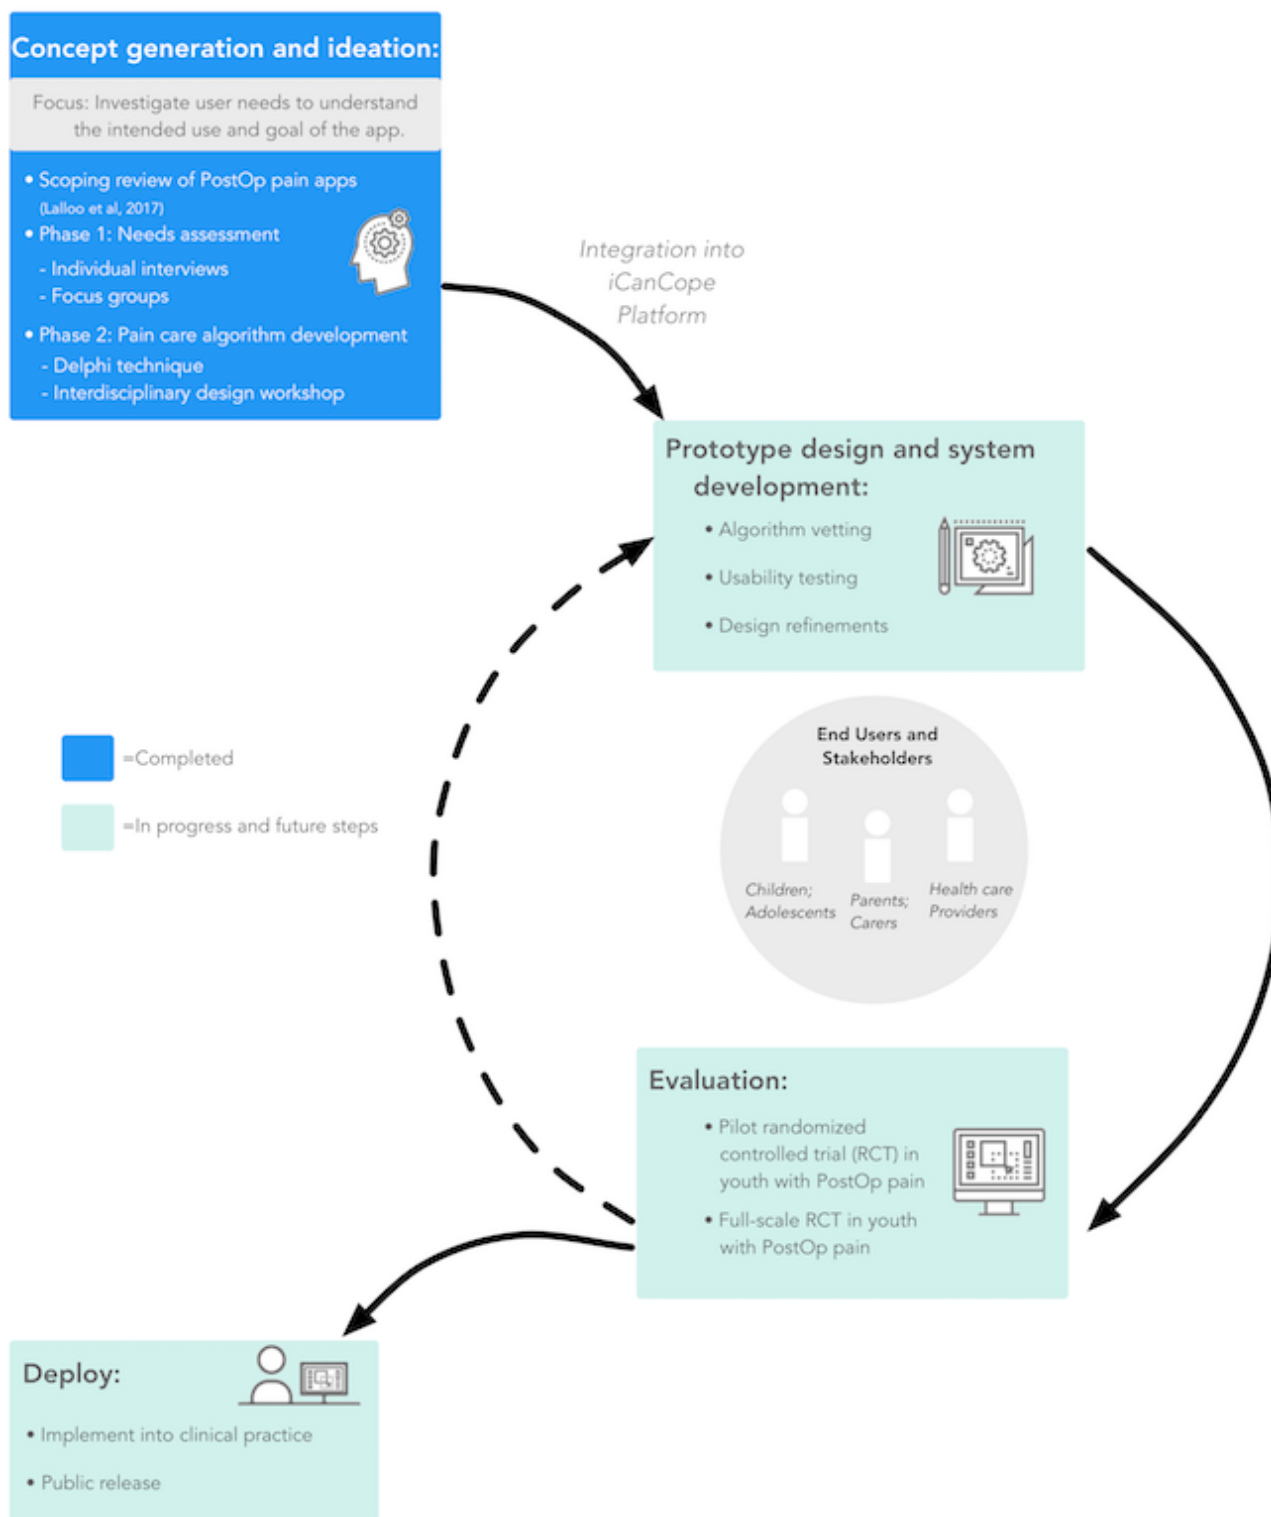 Concept generation and ideation:
Focus: Investigate user needs to understand
the intended use and goal of the app.
• Scoping review of PostOp pain apps
(Lalloo et al, 2017)
• Phase 1: Needs assessment
- Individual interviews
- Focus groups
• Phase 2: Pain care algorithm development
- Delphi technique
- Interdisciplinary design workshop
Integration into
iCanCope
Platform
Prototype design and system
development:
• Algorithm vetting
• Usability testing
• Design refinements
=Completed
=In progress and future steps
End Users and
Stakeholders
Children;
Adolescents
Parents;
Carers
Health care
Providers
Evaluation:
• Pilot randomized
controlled trial (RCT) in
youth with PostOp pain
• Full-scale RCT in youth
with PostOp pain
Deploy:
• Implement into clinical practice
• Public release